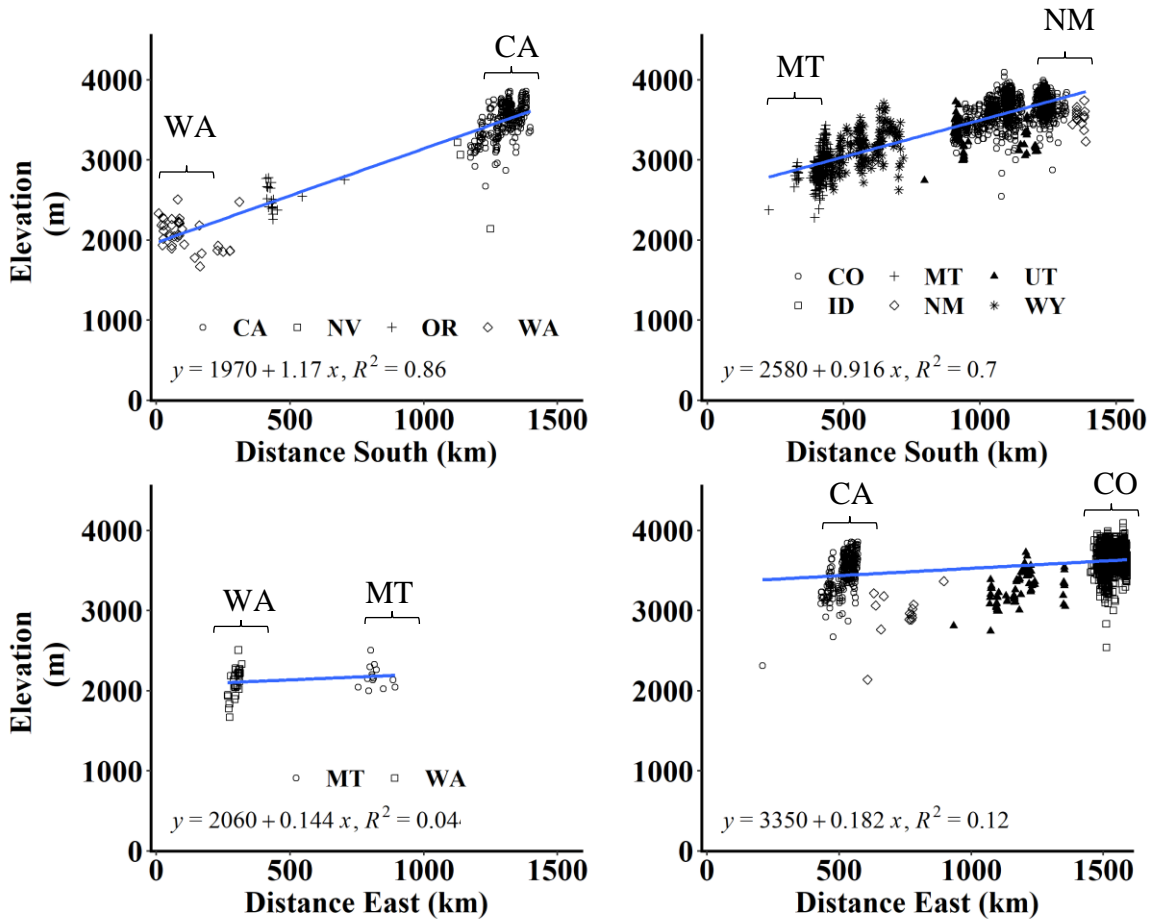 CA
WA
4000
3000
2000
1000
0
Elevation
(m)
CA NV OR WA
y = 1970 + 1.17 x, R² = 0.86
0 500 1000 1500
Distance South (km)
NM
MT
4000
3000
2000
1000
0
CO MT UT
ID NM WY
y = 2580 + 0.916 x, R² = 0.7
0 500 1000 1500
Distance South (km)
WA
MT
4000
3000
2000
1000
0
Elevation
(m)
MT WA
y = 2060 + 0.144 x, R² = 0.04
0 500 1000 1500
Distance East (km)
CA
CO
4000
3000
2000
1000
0
y = 3350 + 0.182 x, R² = 0.12
0 500 1000 1500
Distance East (km)